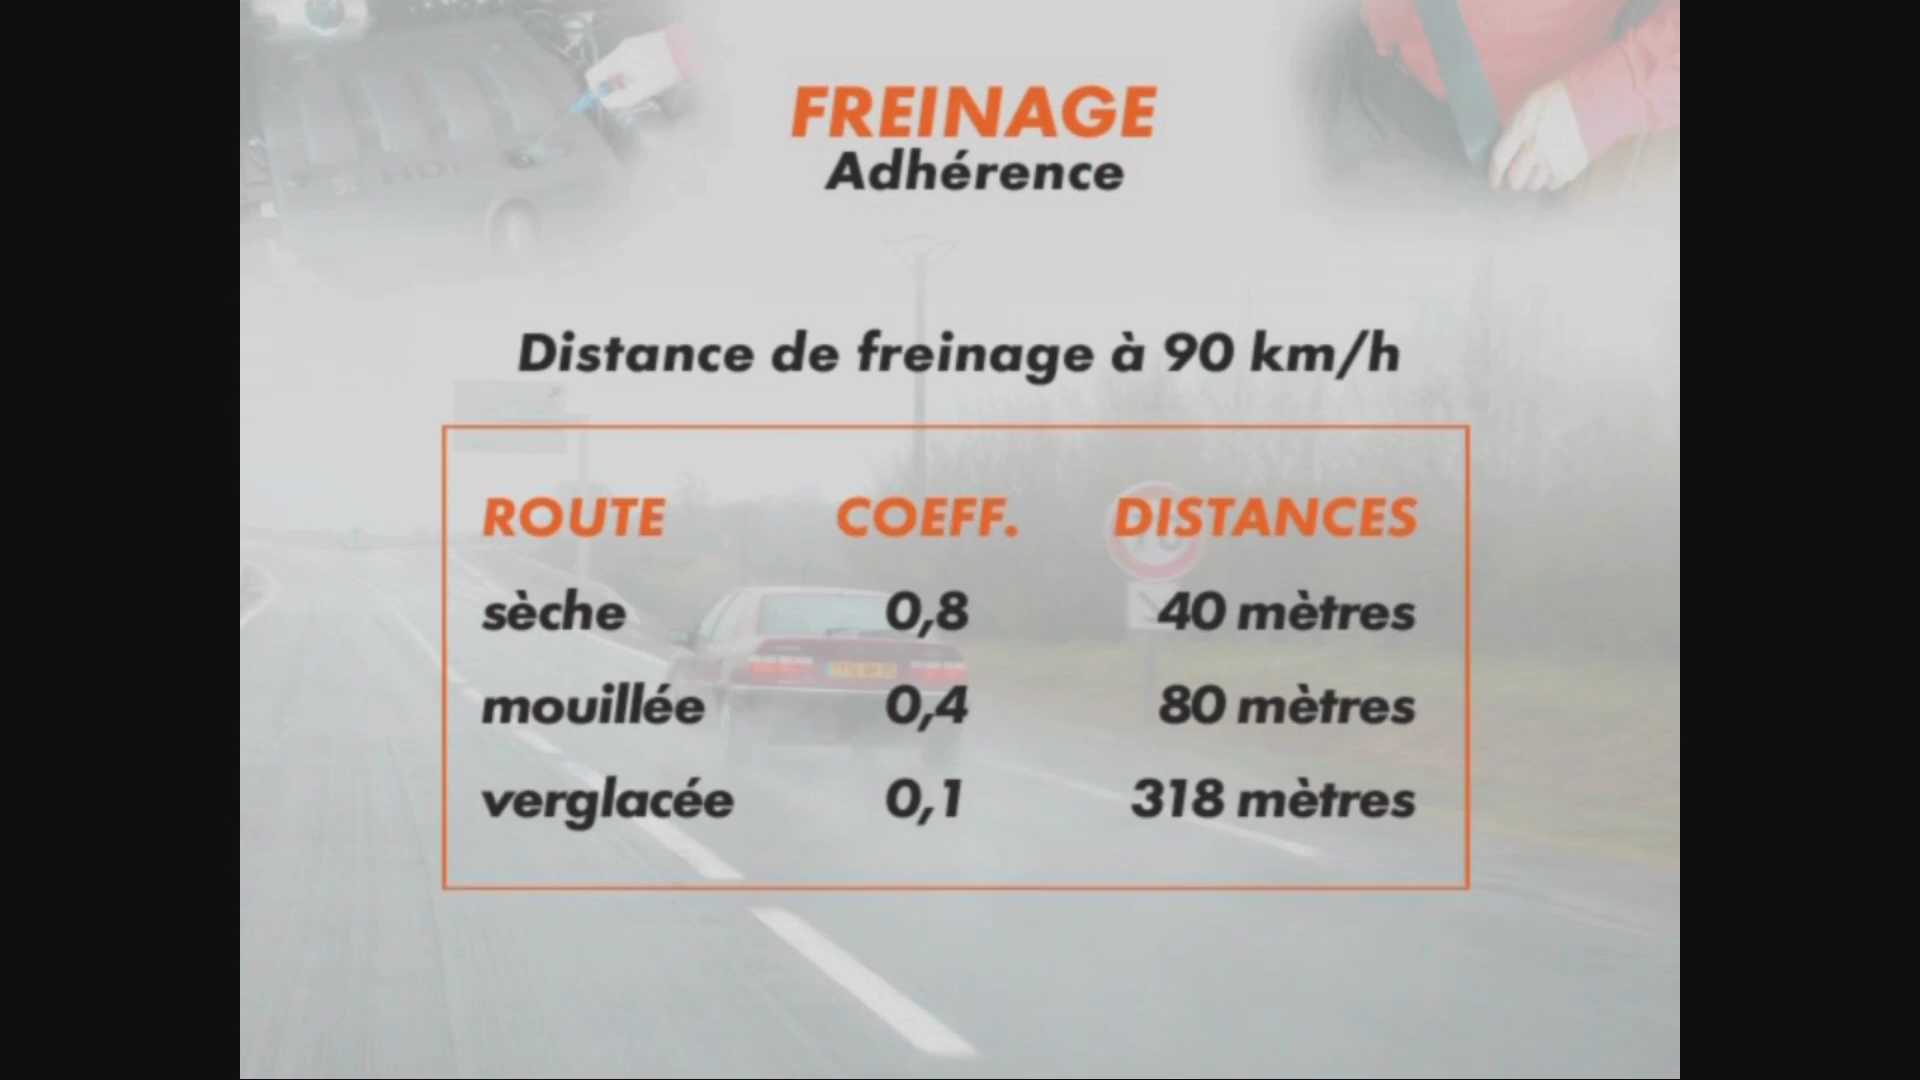 FREINAGE
Adhérence
Distance de freinage à 90 km/h
ROUTE COEFF. DISTANCES
sèche 0,8 40 mètres
mouillée 0,4 80 mètres
verglacée 0,1 318 mètres
HDI